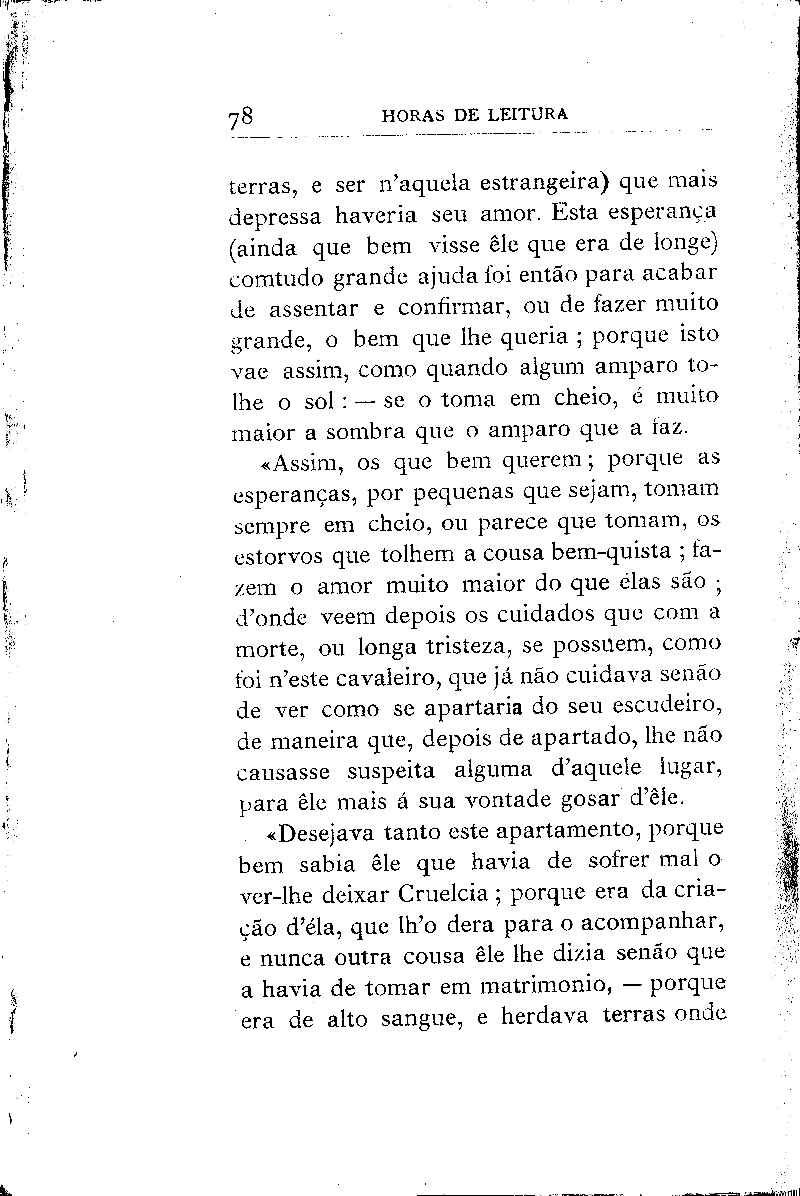 78 HORAS DE LEITURA
terras, e ser n'aquela estrangeira) que mais
depressa haveria seu amor. Esta esperança
(ainda que bem visse êle que era de longe)
comtudo grande ajuda foi então para acabar
de assentar e confirmar, ou de fazer muito
grande, o bem que lhe queria ; porque isto
vae assim, como quando algum amparo to-
lhe o sol : — se o toma em cheio, é muito
maior a sombra que o amparo que a faz.
«Assim, os que bem querem ; porque as
esperanças, por pequenas que sejam, tomam
sempre em cheio, ou parece que tomam, os
estorvos que tolhem a cousa bem-quista ; fa-
zem o amor muito maior do que élas são ;
d'onde veem depois os cuidados que com a
morte, ou longa tristeza, se possuem, como
foi n'este cavaleiro, que já não cuidava senão
de ver como se apartaria do seu escudeiro,
de maneira que, depois de apartado, lhe não
causasse suspeita alguma d'aquele lugar,
para êle mais á sua vontade gosar d'êle.
«Desejava tanto este apartamento, porque
bem sabia êle que havia de sofrer mal o
ver-lhe deixar Cruelcia ; porque era da cria-
ção d'éla, que lh'o dera para o acompanhar,
e nunca outra cousa êle lhe dizia senão que
a havia de tomar em matrimonio, — porque
era de alto sangue, e herdava terras onde